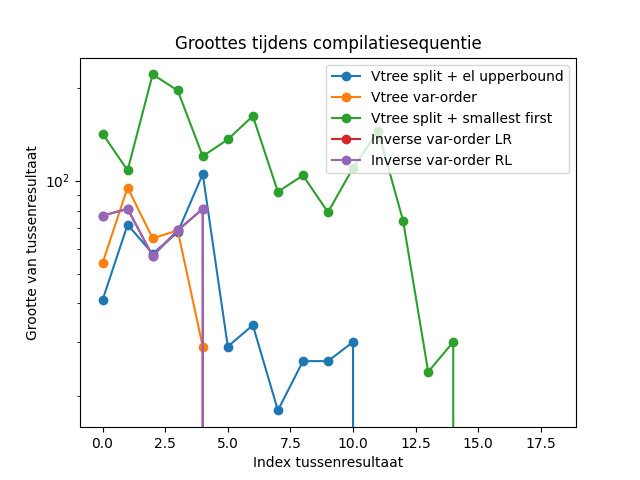 Groottes tijdens compilatiesequentie
Grootte van tussenresultaat
10²
Vtree split + el upperbound
Vtree var-order
Vtree split + smallest first
Inverse var-order LR
Inverse var-order RL
0.0 2.5 5.0 7.5 10.0 12.5 15.0 17.5
Index tussenresultaat